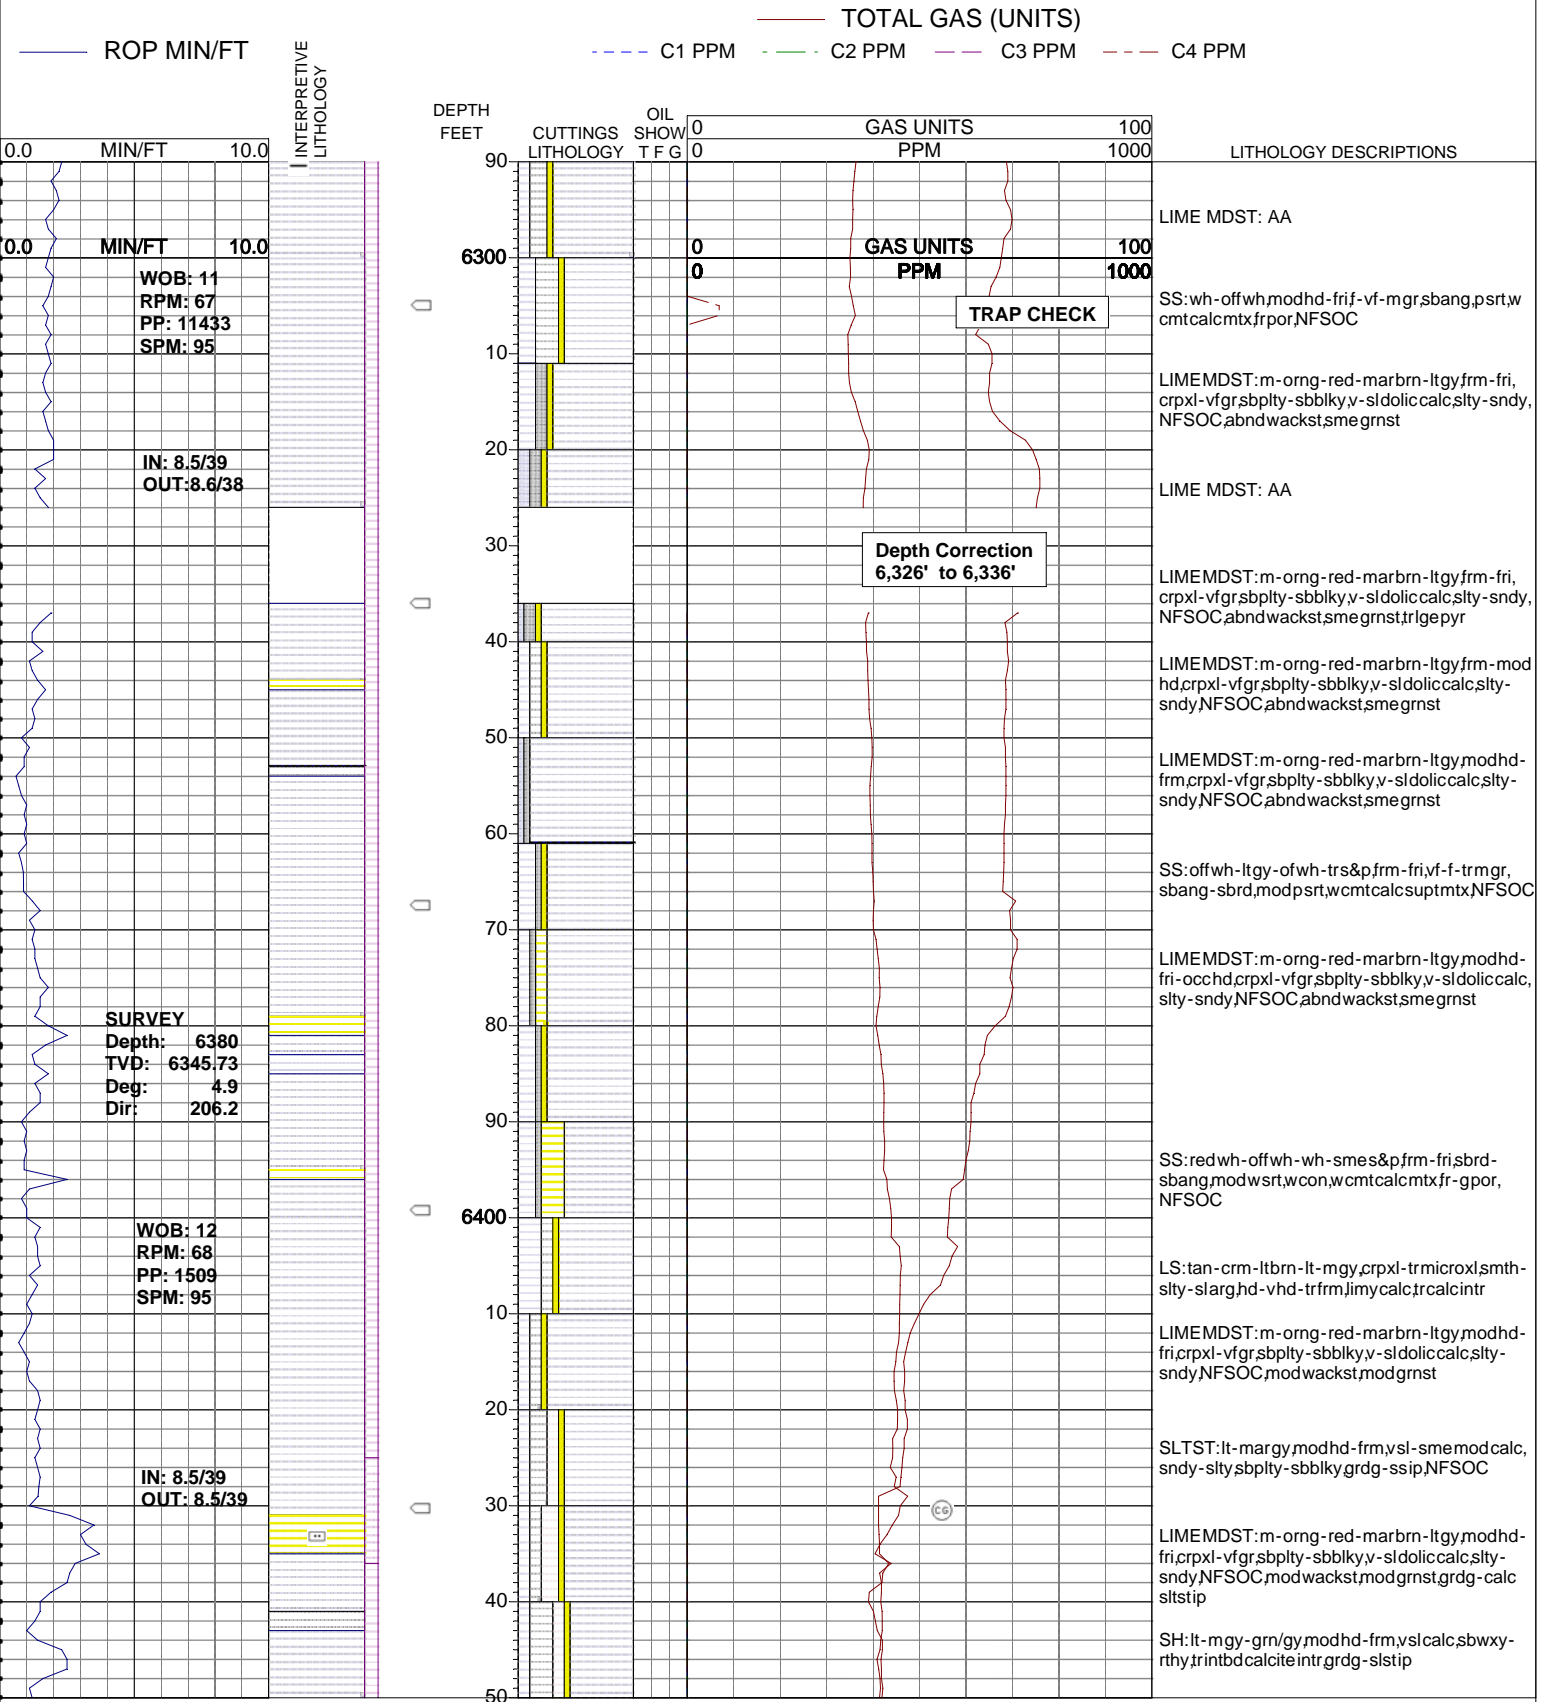 TOTAL GAS (UNITS)
ROP MIN/FT
C1 PPM
C2 PPM
C3 PPM
C4 PPM
INTERPRETIVE
LITHOLOGY
DEPTH
FEET
CUTTINGS
LITHOLOGY
OIL
SHOW
T F G
0 GAS UNITS 100
0.0 MIN/FT 10.0
0 PPM 1000
LITHOLOGY DESCRIPTIONS
90
LIME MDST: AA
0.0 MIN/FT 10.0
0 GAS UNITS 100
6300
0 PPM 1000
WOB: 11
RPM: 67
PP: 11433
SPM: 95
TRAP CHECK
SS:wh-offwh,modhd-fri,f-vf-mgr,sbang,psrt,w
cmtcalcmtx,frpor,NFSOC
10
LIMEMDST:m-orng-red-marbrn-ltgy,frm-fri,
crpxl-vfgr,sbplty-sbblky,v-sldoliccalc,slty-sndy,
NFSOC,abndwackst,smegrnst
20
IN: 8.5/39
OUT:8.6/38
LIME MDST: AA
30
Depth Correction
6,326' to 6,336'
LIMEMDST:m-orng-red-marbrn-ltgy,frm-fri,
crpxl-vfgr,sbplty-sbblky,v-sldoliccalc,slty-sndy,
NFSOC,abndwackst,smegrnst,trlgepyr
40
LIMEMDST:m-orng-red-marbrn-ltgy,frm-mod
hd,crpxl-vfgr,sbplty-sbblky,v-sldoliccalc,slty-
sndy,NFSOC,abndwackst,smegrnst
50
LIMEMDST:m-orng-red-marbrn-ltgy,modhd-
frm,crpxl-vfgr,sbplty-sbblky,v-sldoliccalc,slty-
sndy,NFSOC,abndwackst,smegrnst
60
SS:offwh-ltgy-ofwh-trs&p,frm-fri,vf-f-trmgr,
sbang-sbrd,modpsrt,wcmtcalcsuptmtx,NFSOC
70
LIMEMDST:m-orng-red-marbrn-ltgy,modhd-
fri-occhd,crpxl-vfgr,sbplty-sbblky,v-sldoliccalc,
slty-sndy,NFSOC,abndwackst,smegrnst
80
SURVEY
Depth: 6380
TVD: 6345.73
Deg: 4.9
Dir: 206.2
90
SS:redwh-offwh-wh-smes&p,frm-fri,sbrd-
sbang,modwsrt,wcon,wcmtcalcmtx,fr-gpor,
NFSOC
6400
WOB: 12
RPM: 68
PP: 1509
SPM: 95
LS:tan-crm-ltbrn-lt-mgy,crpxl-trmicroxl,smth-
slty-slarg,hd-vhd-trfrm,limycalc,trcalcintr
10
LIMEMDST:m-orng-red-marbrn-ltgy,modhd-
fri,crpxl-vfgr,sbplty-sbblky,v-sldoliccalc,slty-
sndy,NFSOC,modwackst,modgrnst
20
SLTST:lt-margy,modhd-frm,vsl-smemodcalc,
sndy-slty,sbplty-sbblky,grdg-ssip,NFSOC
IN: 8.5/39
OUT: 8.5/39
30
CG
LIMEMDST:m-orng-red-marbrn-ltgy,modhd-
fri,crpxl-vfgr,sbplty-sbblky,v-sldoliccalc,slty-
sndy,NFSOC,modwackst,modgrnst,grdg-calc
sltstip
40
SH:lt-mgy-grn/gy,modhd-frm,vslcalc,sbwxy-
rthy,trintbdcalciteintr,grdg-slstip
50